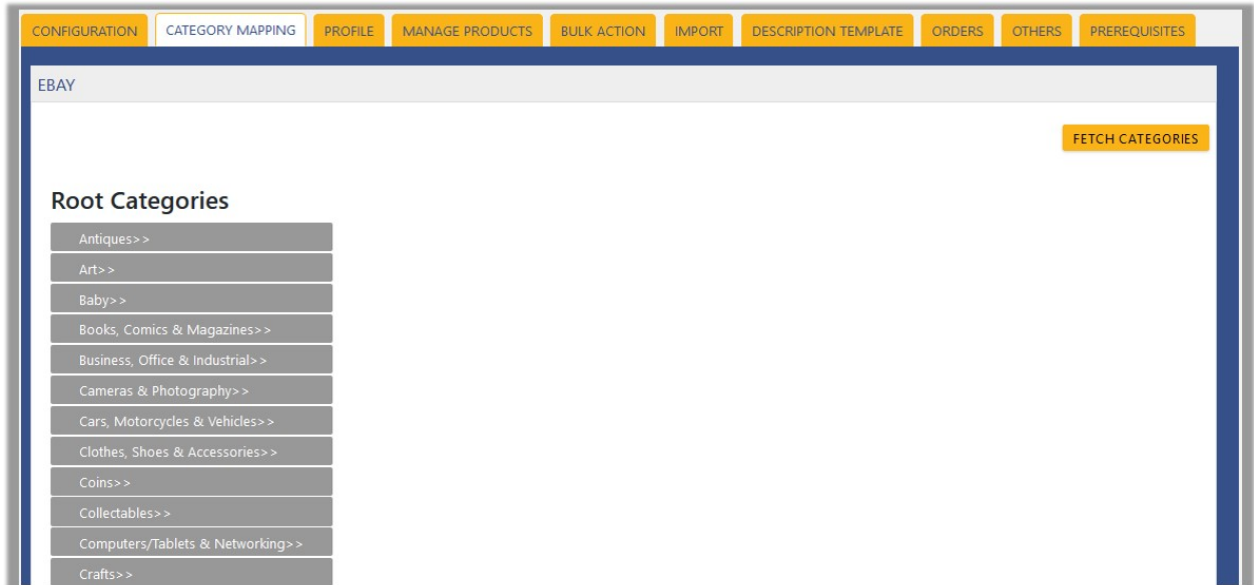 CONFIGURATION CATEGORY MAPPING PROFILE MANAGE PRODUCTS BULK ACTION IMPORT DESCRIPTION TEMPLATE ORDERS OTHERS PREREQUISITES
EBAY
FETCH CATEGORIES
Root Categories
Antiques>>
Art>>
Baby>>
Books, Comics & Magazines>>
Business, Office & Industrial>>
Cameras & Photography>>
Cars, Motorcycles & Vehicles>>
Clothes, Shoes & Accessories>>
Coins>>
Collectables>>
Computers/Tablets & Networking>>
Crafts>>